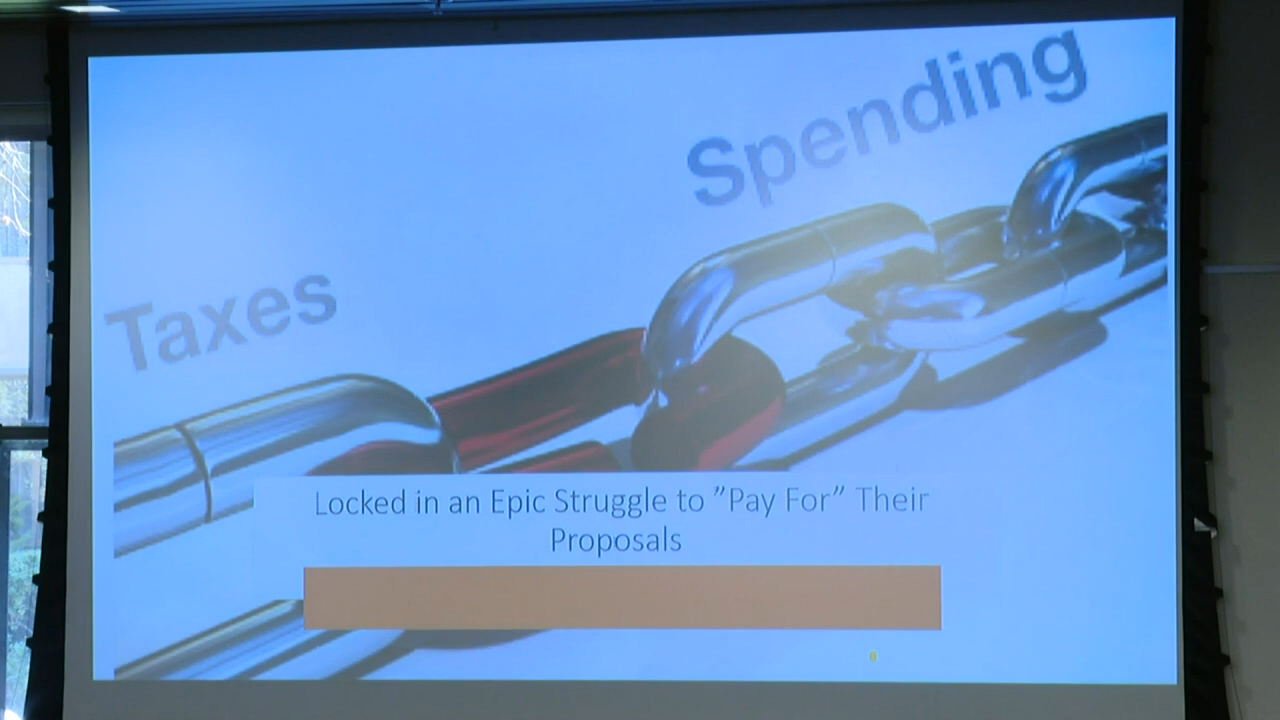 Spending
Taxes
Locked in an Epic Struggle to ”Pay For” Their
Proposals